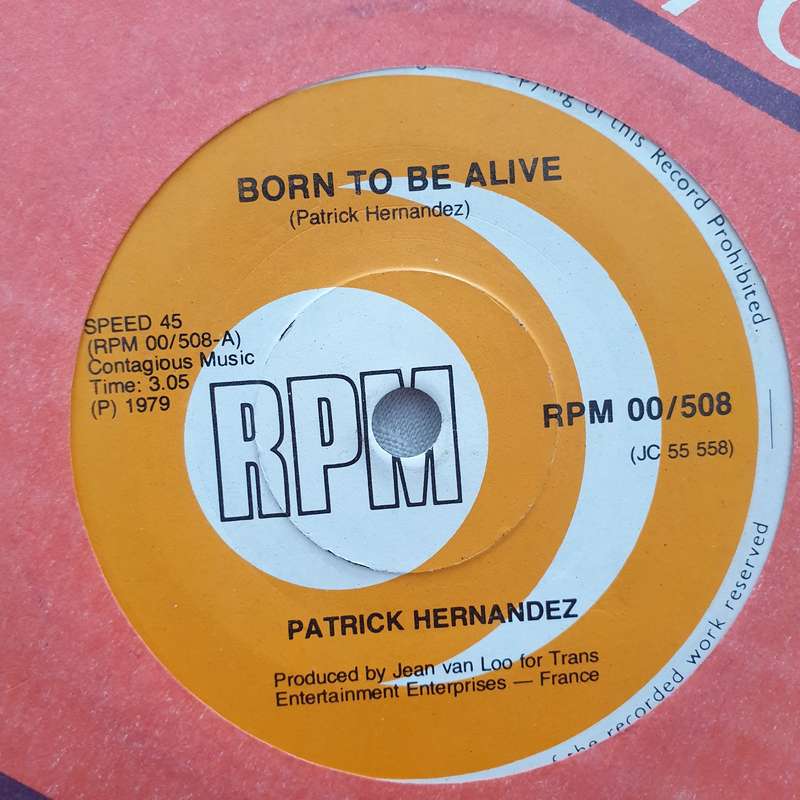 BORN TO BE ALIVE
(Patrick Hernandez)
SPEED 45
(RPM 00/508-A)
Contagious Music
Time: 3.05
(P) 1979
RPM
RPM 00/508
(JC 55 558)
PATRICK HERNANDEZ
Produced by Jean van Loo for Trans
Entertainment Enterprises — France
of this Record Prohibited.
recorded work reserved